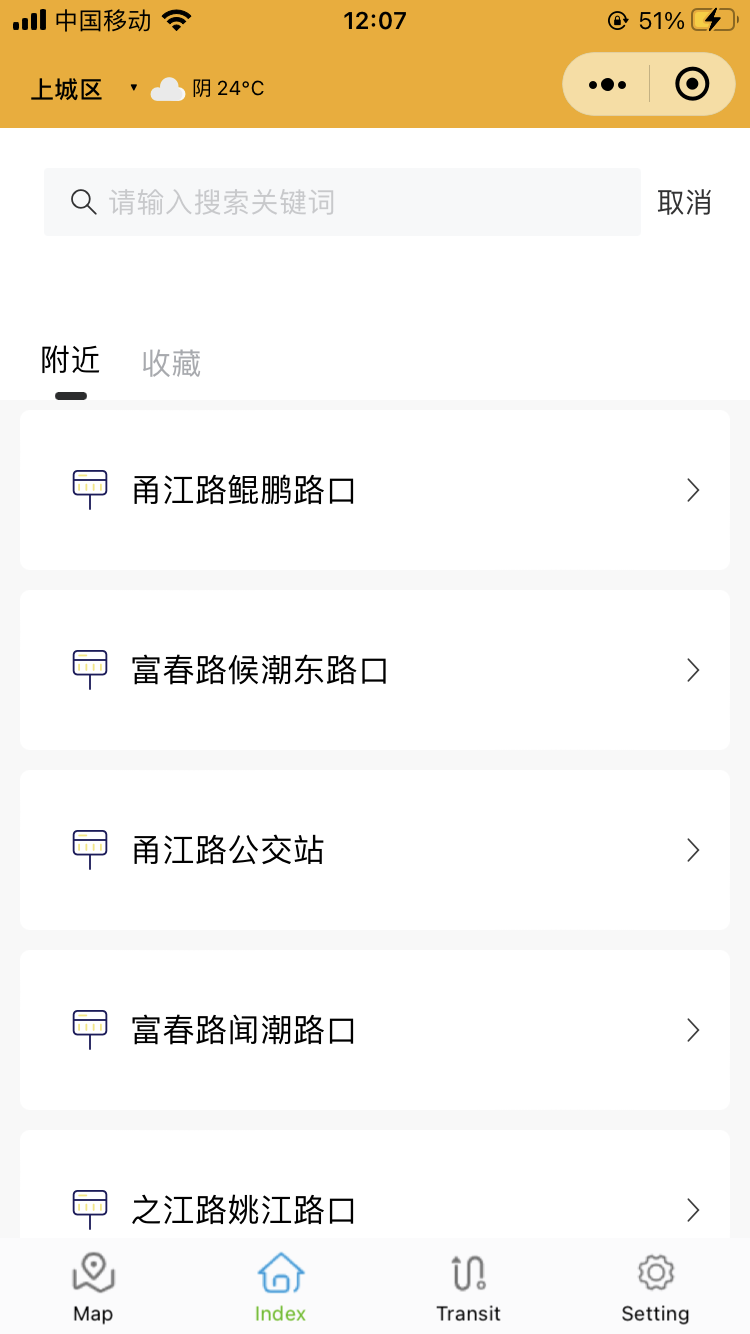 中国移动 12:07 51%
上城区 阴 24°C
请输入搜索关键词 取消
附近 收藏
甬江路鲲鹏路口
富春路候潮东路口
甬江路公交站
富春路闻潮路口
之江路姚江路口
Map Index Transit Setting